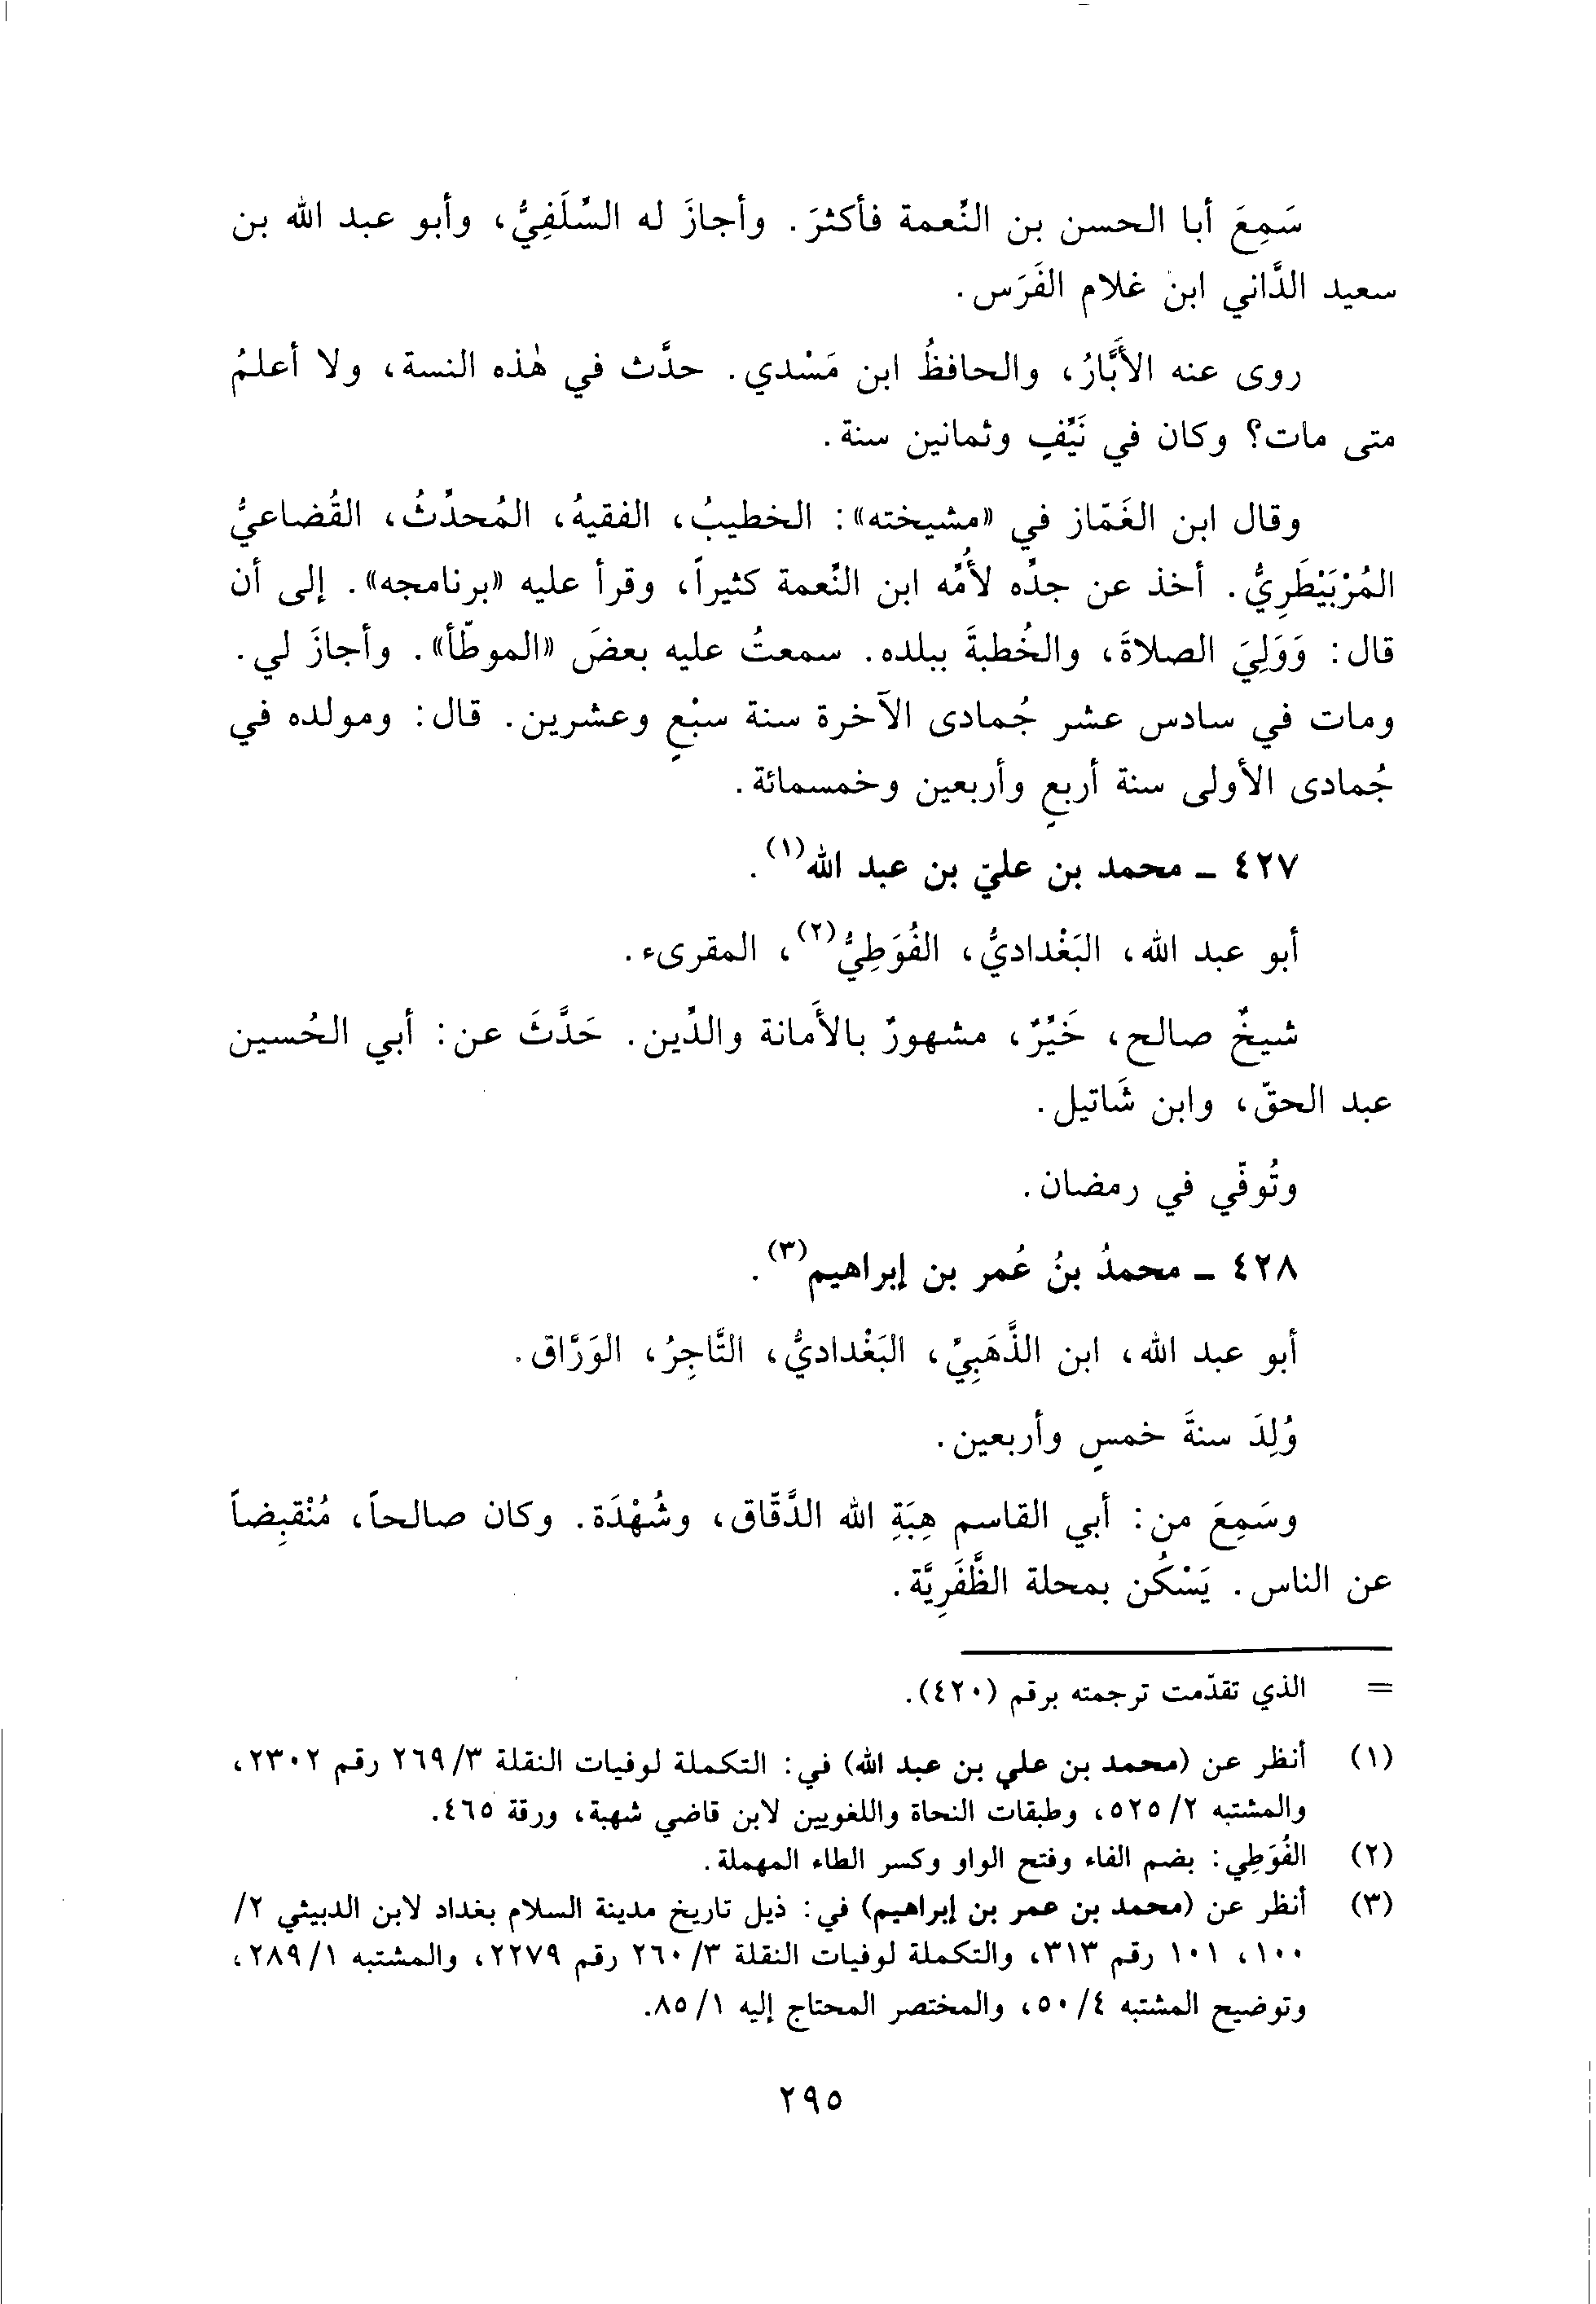 سَمِعَ أبا الحسن بن النِّعمة فأكثرَ. وأجازَ له السِّلَفِيُّ، وأبو عبد الله بن
سعيد الدَّاني ابن غلام الفَرَس.
روى عنه الأَبَّارُ، والحافظُ ابن مَسْدي. حدَّث في هٰذه النسة، ولا أعلمُ
متى مات؟ وكان في نَيِّفٍ وثمانين سنة.
وقال ابن الغَمّاز في «مشيخته»: الخطيبُ، الفقيهُ، المُحدِّثُ، القُضاعيُّ
المُرْبَيْطَرِيُّ. أخذ عن جدِّه لأُمِّه ابن النِّعمة كثيراً، وقرأ عليه «برنامجه». إلى أن
قال: وَوَلِيَ الصلاةَ، والخُطبةَ ببلده. سمعتُ عليه بعضَ «الموطّأ». وأجازَ لي.
ومات في سادس عشر جُمادى الآخرة سنة سبْعٍ وعشرين. قال: ومولده في
جُمادى الأولى سنة أربعٍ وأربعين وخمسمائة.
٤٢٧ ـ محمد بن عليّ بن عبد الله(١).
أبو عبد الله، البَغْداديُّ، الفُوَطِيُّ(٢)، المقرىء.
شيخٌ صالح، خَيِّرٌ، مشهورٌ بالأَمانة والدِّين. حَدَّثَ عن: أبي الحُسين
عبد الحقّ، وابن شَاتيل.
وتُوفّي في رمضان.
٤٢٨ ـ محمدُ بنُ عُمر بن إبراهيم(٣).
أبو عبد الله، ابن الذَّهَبِيِّ، البَغْداديُّ، التَّاجِرُ، الوَرَّاق.
وُلِدَ سنةَ خمسٍ وأربعين.
وسَمِعَ من: أبي القاسم هِبَةِ الله الدَّقّاق، وشُهْدَة. وكان صالحاً، مُنْقبِضاً
عن الناس. يَسْكُن بمحلة الظَّفَرِيَّة.
= الذي تقدّمت ترجمته برقم (٤٢٠).
(١) أنظر عن (محمد بن علي بن عبد الله) في: التكملة لوفيات النقلة ٣/ ٢٦٩ رقم ٢٣٠٢،
والمشتبه ٢/ ٥٢٥، وطبقات النحاة واللغويين لابن قاضي شهبة، ورقة ٤٦٥.
(٢) الفُوَطِي: بضم الفاء وفتح الواو وكسر الطاء المهملة.
(٣) أنظر عن (محمد بن عمر بن إبراهيم) في: ذيل تاريخ مدينة السلام بغداد لابن الدبيثي ٢/
١٠٠، ١٠١ رقم ٣١٣، والتكملة لوفيات النقلة ٣/ ٢٦٠ رقم ٢٢٧٩، والمشتبه ١/ ٢٨٩،
وتوضيح المشتبه ٤/ ٥٠، والمختصر المحتاج إليه ١/ ٨٥.
٢٩٥